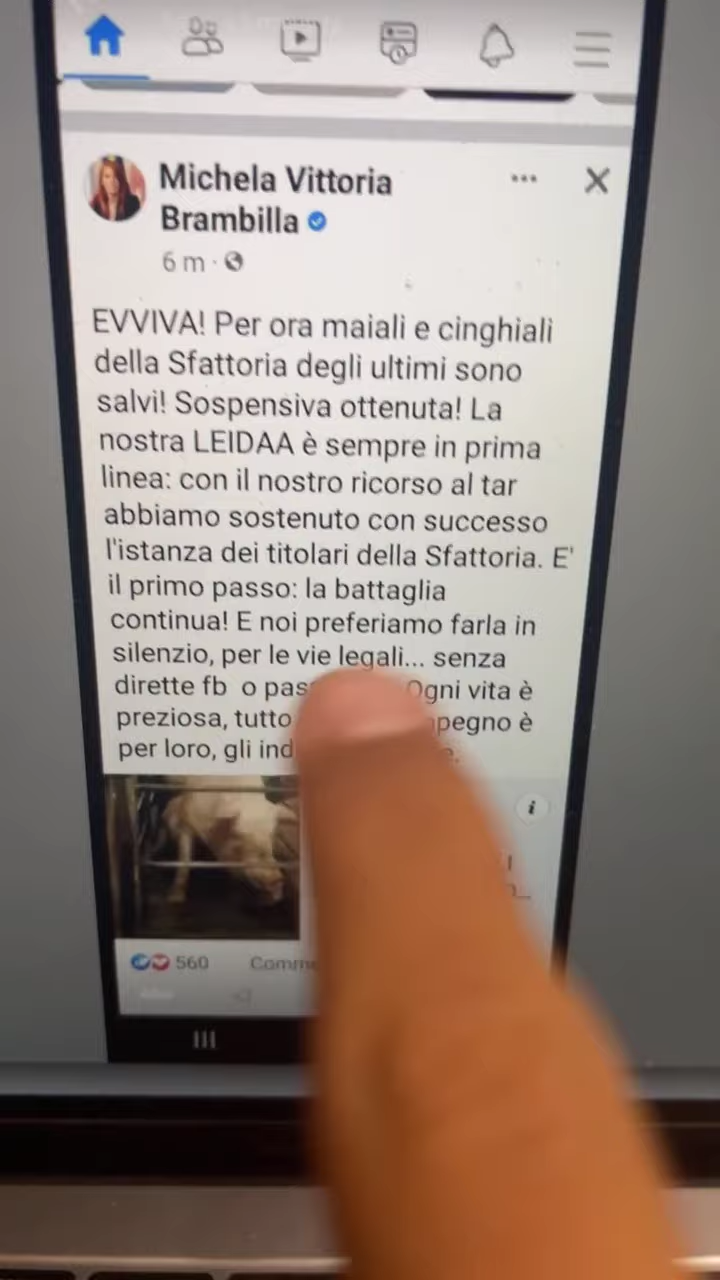 Michela Vittoria
Brambilla
6 m
EVVIVA! Per ora maiali e cinghiali
della Sfattoria degli ultimi sono
salvi! Sospensiva ottenuta! La
nostra LEIDAA è sempre in prima
linea: con il nostro ricorso al tar
abbiamo sostenuto con successo
l'istanza dei titolari della Sfattoria. E'
il primo passo: la battaglia
continua! E noi preferiamo farla in
silenzio, per le vie legali... senza
dirette fb o
Ogni vita è
preziosa, tutto
è
per loro, gli
560